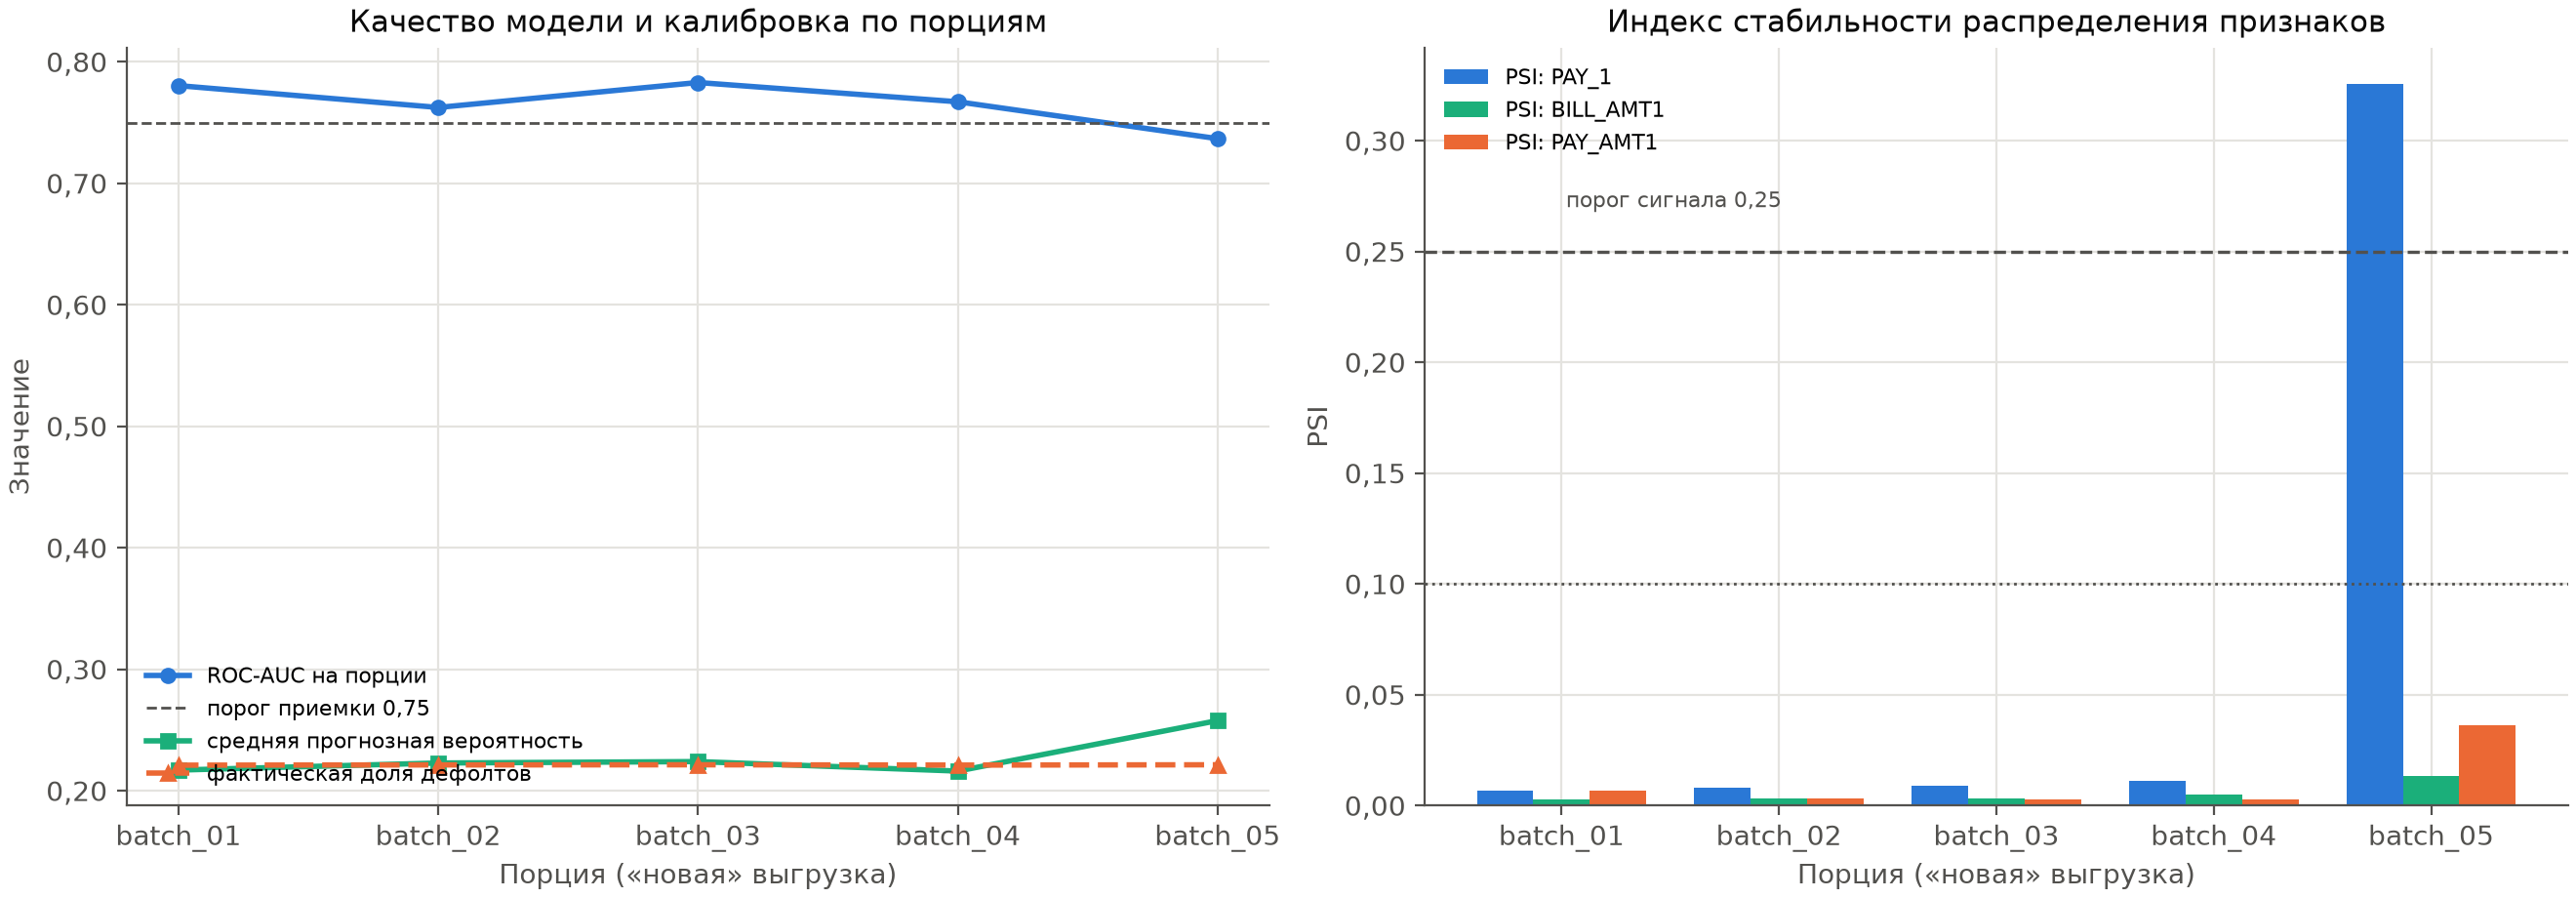 Качество модели и калибровка по порциям
Значение
0,80
0,70
0,60
0,50
0,40
0,30
0,20
ROC-AUC на порции
порог приемки 0,75
средняя прогнозная вероятность
фактическая доля дефолтов
batch_01
batch_02
batch_03
batch_04
batch_05
Порция («новая» выгрузка)
Индекс стабильности распределения признаков
PSI
PSI: PAY_1
PSI: BILL_AMT1
PSI: PAY_AMT1
порог сигнала 0,25
0,30
0,25
0,20
0,15
0,10
0,05
0,00
batch_01
batch_02
batch_03
batch_04
batch_05
Порция («новая» выгрузка)